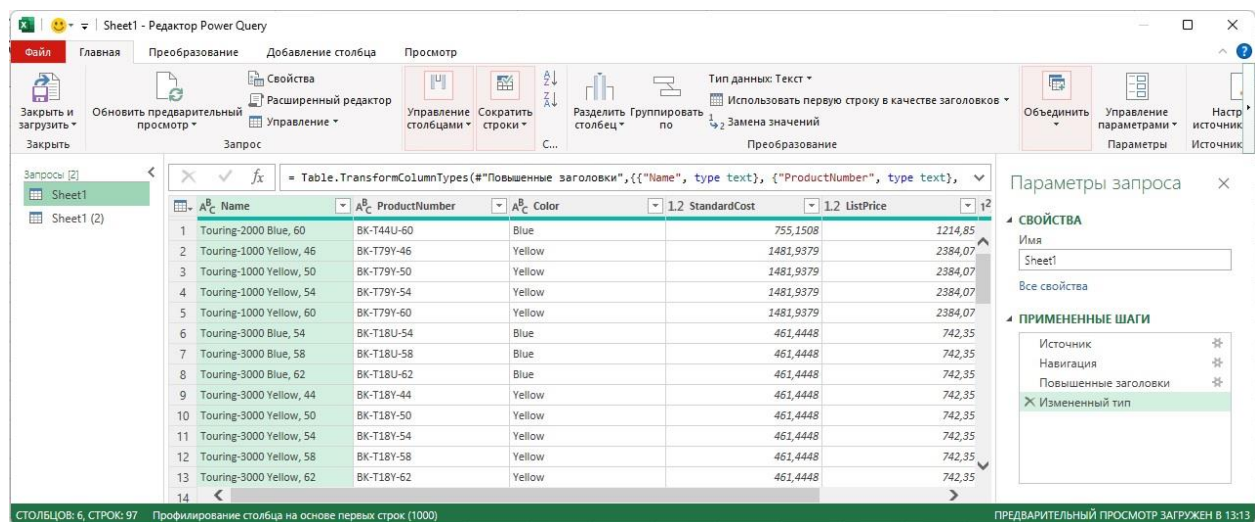 Sheet1 - Редактор Power Query
Файл Главная Преобразование Добавление столбца Просмотр
Закрыть и загрузить
Закрыть
Обновить предварительный просмотр
Свойства
Расширенный редактор
Управление
Запрос
Управление столбцами
Сократить строки
С...
Разделить столбец
Группировать по
Тип данных: Текст
Использовать первую строку в качестве заголовков
Замена значений
Преобразование
Объединить
Управление параметрами
Параметры
Настр
источник
Источник
Запросы [2]
Sheet1
Sheet1 (2)
fx = Table.TransformColumnTypes(#"Повышенные заголовки",{{"Name", type text}, {"ProductNumber", type text},
ABC Name ABC ProductNumber ABC Color 1.2 StandardCost 1.2 ListPrice 12
1 Touring-2000 Blue, 60 BK-T44U-60 Blue 755,1508 1214,85
2 Touring-1000 Yellow, 46 BK-T79Y-46 Yellow 1481,9379 2384,07
3 Touring-1000 Yellow, 50 BK-T79Y-50 Yellow 1481,9379 2384,07
4 Touring-1000 Yellow, 54 BK-T79Y-54 Yellow 1481,9379 2384,07
5 Touring-1000 Yellow, 60 BK-T79Y-60 Yellow 1481,9379 2384,07
6 Touring-3000 Blue, 54 BK-T18U-54 Blue 461,4448 742,35
7 Touring-3000 Blue, 58 BK-T18U-58 Blue 461,4448 742,35
8 Touring-3000 Blue, 62 BK-T18U-62 Blue 461,4448 742,35
9 Touring-3000 Yellow, 44 BK-T18Y-44 Yellow 461,4448 742,35
10 Touring-3000 Yellow, 50 BK-T18Y-50 Yellow 461,4448 742,35
11 Touring-3000 Yellow, 54 BK-T18Y-54 Yellow 461,4448 742,35
12 Touring-3000 Yellow, 58 BK-T18Y-58 Yellow 461,4448 742,35
13 Touring-3000 Yellow, 62 BK-T18Y-62 Yellow 461,4448 742,35
14
Параметры запроса
СВОЙСТВА
Имя
Sheet1
Все свойства
ПРИМЕНЕННЫЕ ШАГИ
Источник
Навигация
Повышенные заголовки
Измененный тип
СТОЛБЦОВ: 6, СТРОК: 97 Профилирование столбца на основе первых строк (1000) ПРЕДВАРИТЕЛЬНЫЙ ПРОСМОТР ЗАГРУЖЕН В 13:13